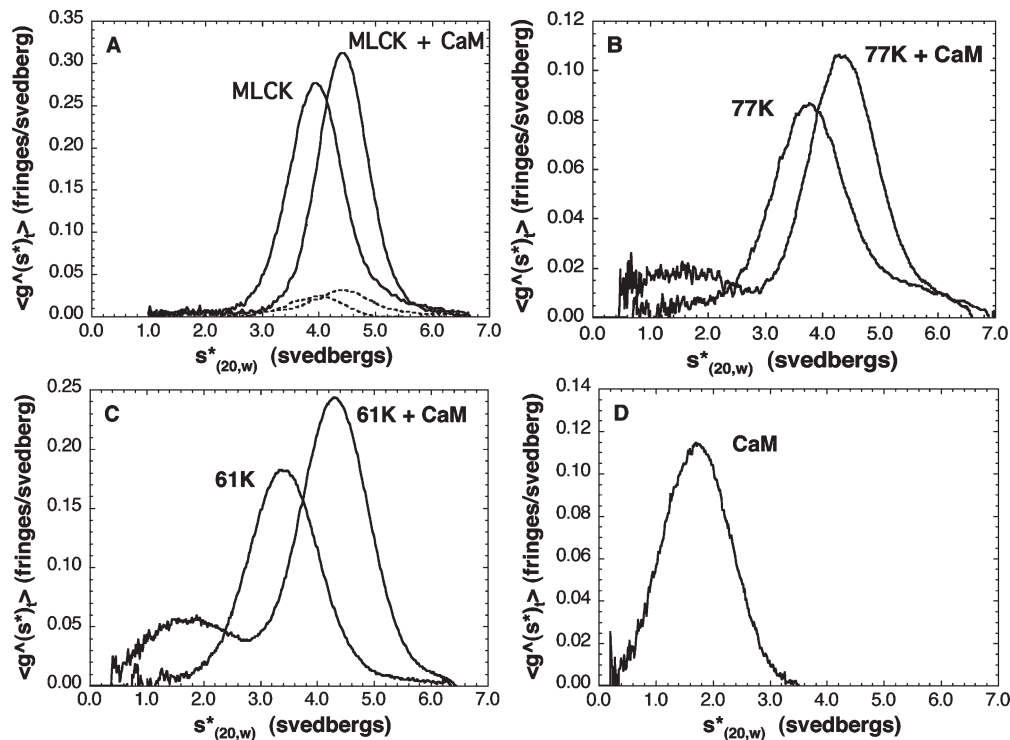 A
MLCK + CaM
MLCK
0.35
0.30
0.25
0.20
0.15
0.10
0.05
0.00
<g^(s*)t> (fringes/svedberg)
0.0 1.0 2.0 3.0 4.0 5.0 6.0 7.0
s*(20,w) (svedbergs)
B
77K + CaM
77K
0.12
0.10
0.08
0.06
0.04
0.02
0.00
<g^(s*)t> (fringes/svedberg)
0.0 1.0 2.0 3.0 4.0 5.0 6.0 7.0
s*(20,w) (svedbergs)
C
61K + CaM
61K
0.25
0.20
0.15
0.10
0.05
0.00
<g^(s*)t> (fringes/svedberg)
0.0 1.0 2.0 3.0 4.0 5.0 6.0 7.0
s*(20,w) (svedbergs)
D
CaM
0.14
0.12
0.10
0.08
0.06
0.04
0.02
0.00
<g^(s*)t> (fringes/svedberg)
0.0 1.0 2.0 3.0 4.0 5.0 6.0 7.0
s*(20,w) (svedbergs)